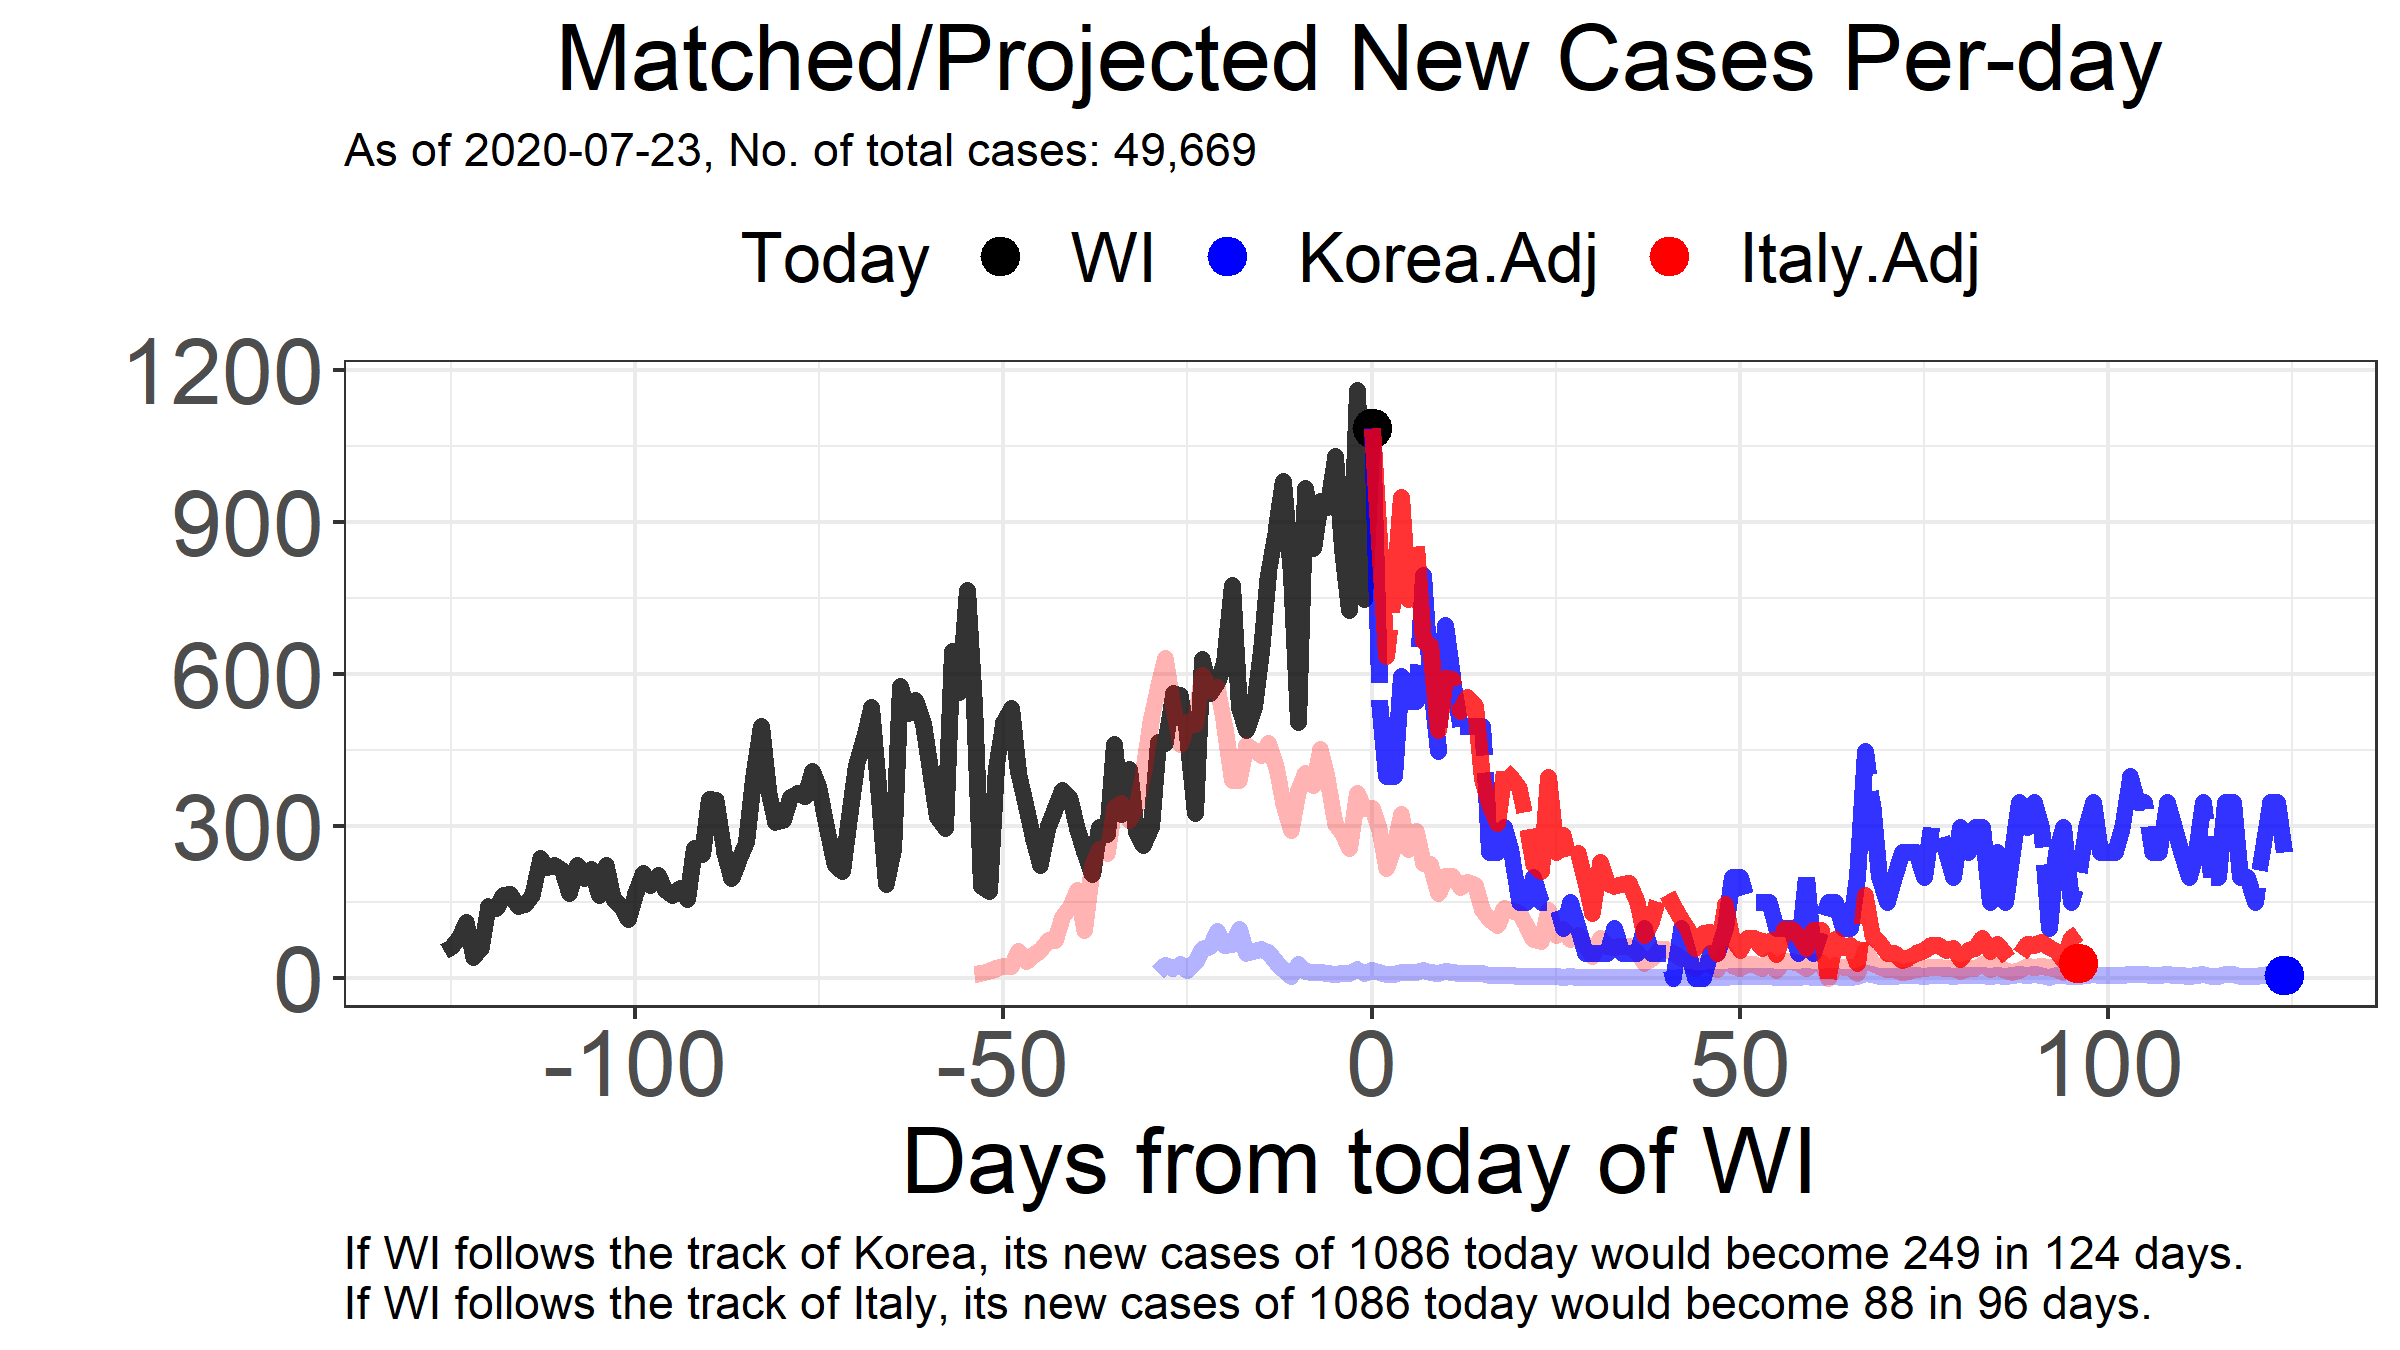 Matched/Projected New Cases Per-day
As of 2020-07-23, No. of total cases: 49,669
Today WI Korea.Adj Italy.Adj
1200
900
600
300
0
-100 -50 0 50 100
Days from today of WI
If WI follows the track of Korea, its new cases of 1086 today would become 249 in 124 days.
If WI follows the track of Italy, its new cases of 1086 today would become 88 in 96 days.